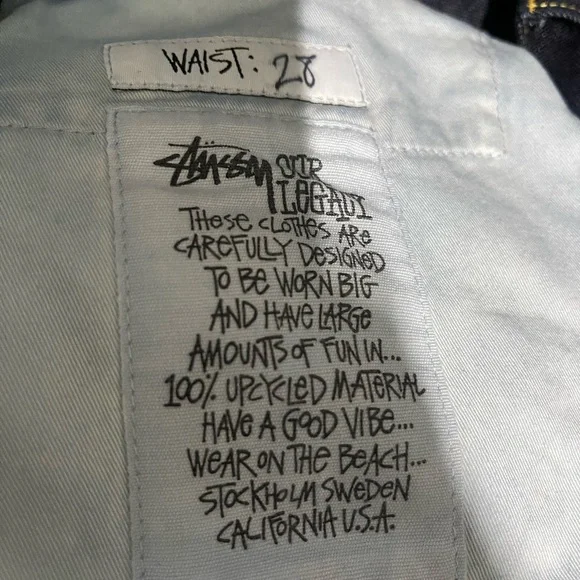 WAIST: 28
STÜSSY OUR
LEGACY
THESE CLOTHES ARE
CAREFULLY DESIGNED
TO BE WORN BIG
AND HAVE LARGE
AMOUNTS OF FUN IN...
100% UPCYCLED MATERIAL
HAVE A GOOD VIBE...
WEAR ON THE BEACH...
STOCKHOLM SWEDEN
CALIFORNIA U.S.A.